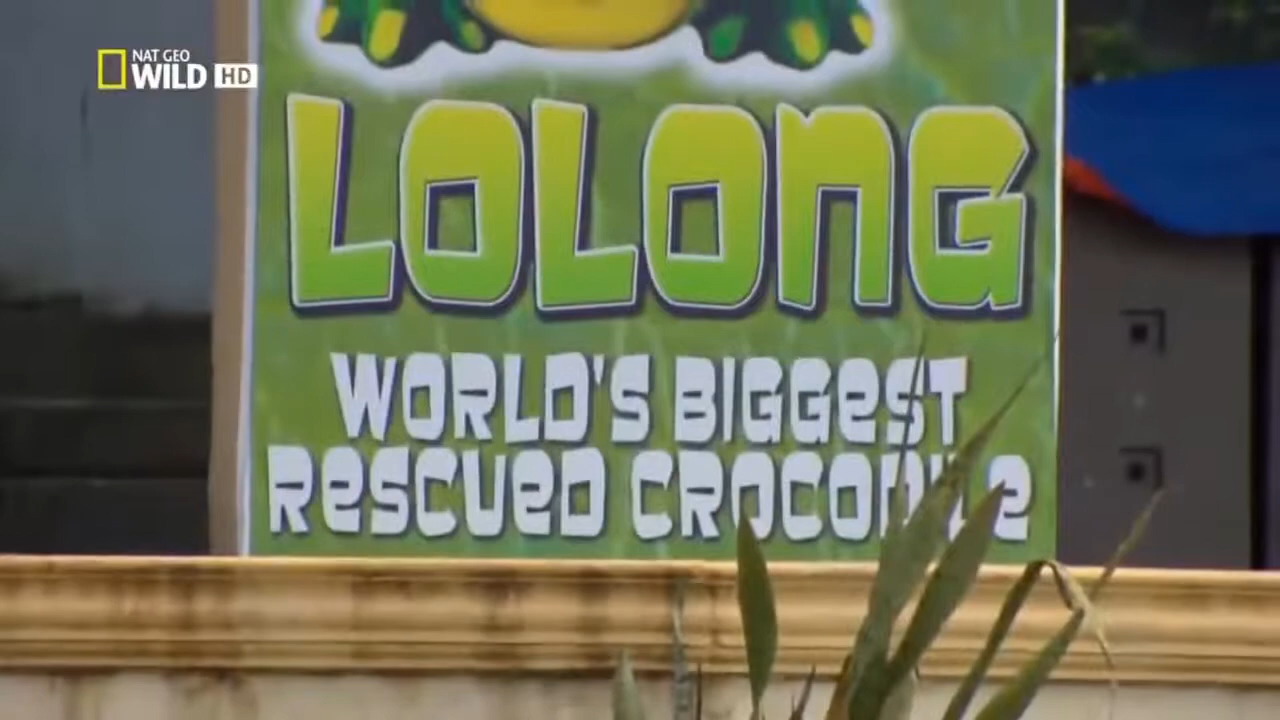 NAT GEO
WILD HD
LOLONG
WORLD'S BIGGEST
RESCUED CROCODILE